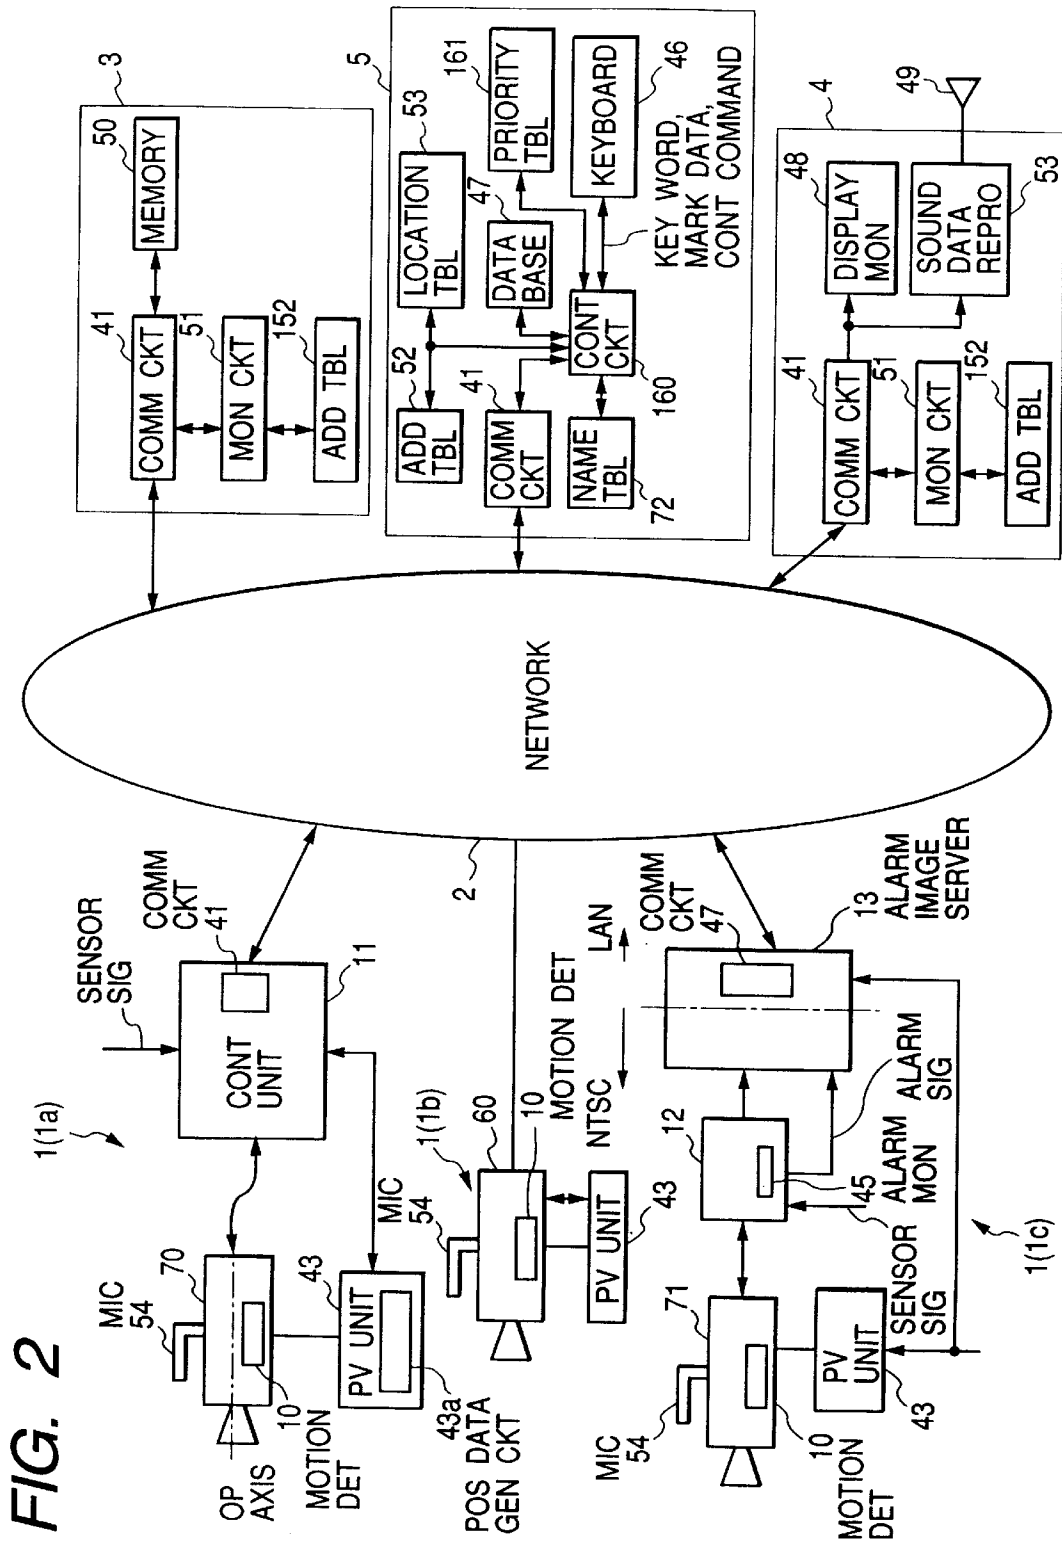 FIG. 2
1(1a)
SENSOR
SIG
COMM
CKT
41
CONT
UNIT
11
MIC
54
70
OP
AXIS
10
MOTION
DET
43
PV UNIT
43a
POS DATA
GEN CKT
MIC
54
1(1b)
60
10
MOTION DET
PV UNIT
43
NTSC
LAN
2
NETWORK
COMM
CKT
47
13
ALARM
IMAGE
SERVER
12
45
ALARM
MON
ALARM
SIG
SENSOR
SIG
MIC
54
71
10
MOTION
DET
PV
UNIT
43
1(1c)
3
50
MEMORY
41
COMM CKT
51
MON CKT
152
ADD TBL
5
53
LOCATION
TBL
161
PRIORITY
TBL
47
DATA
BASE
46
KEYBOARD
52
ADD
TBL
41
COMM
CKT
CONT
CKT
160
NAME
TBL
72
KEY WORD,
MARK DATA,
CONT COMMAND
4
49
48
DISPLAY
MON
SOUND
DATA
REPRO
53
41
COMM CKT
51
MON CKT
152
ADD TBL